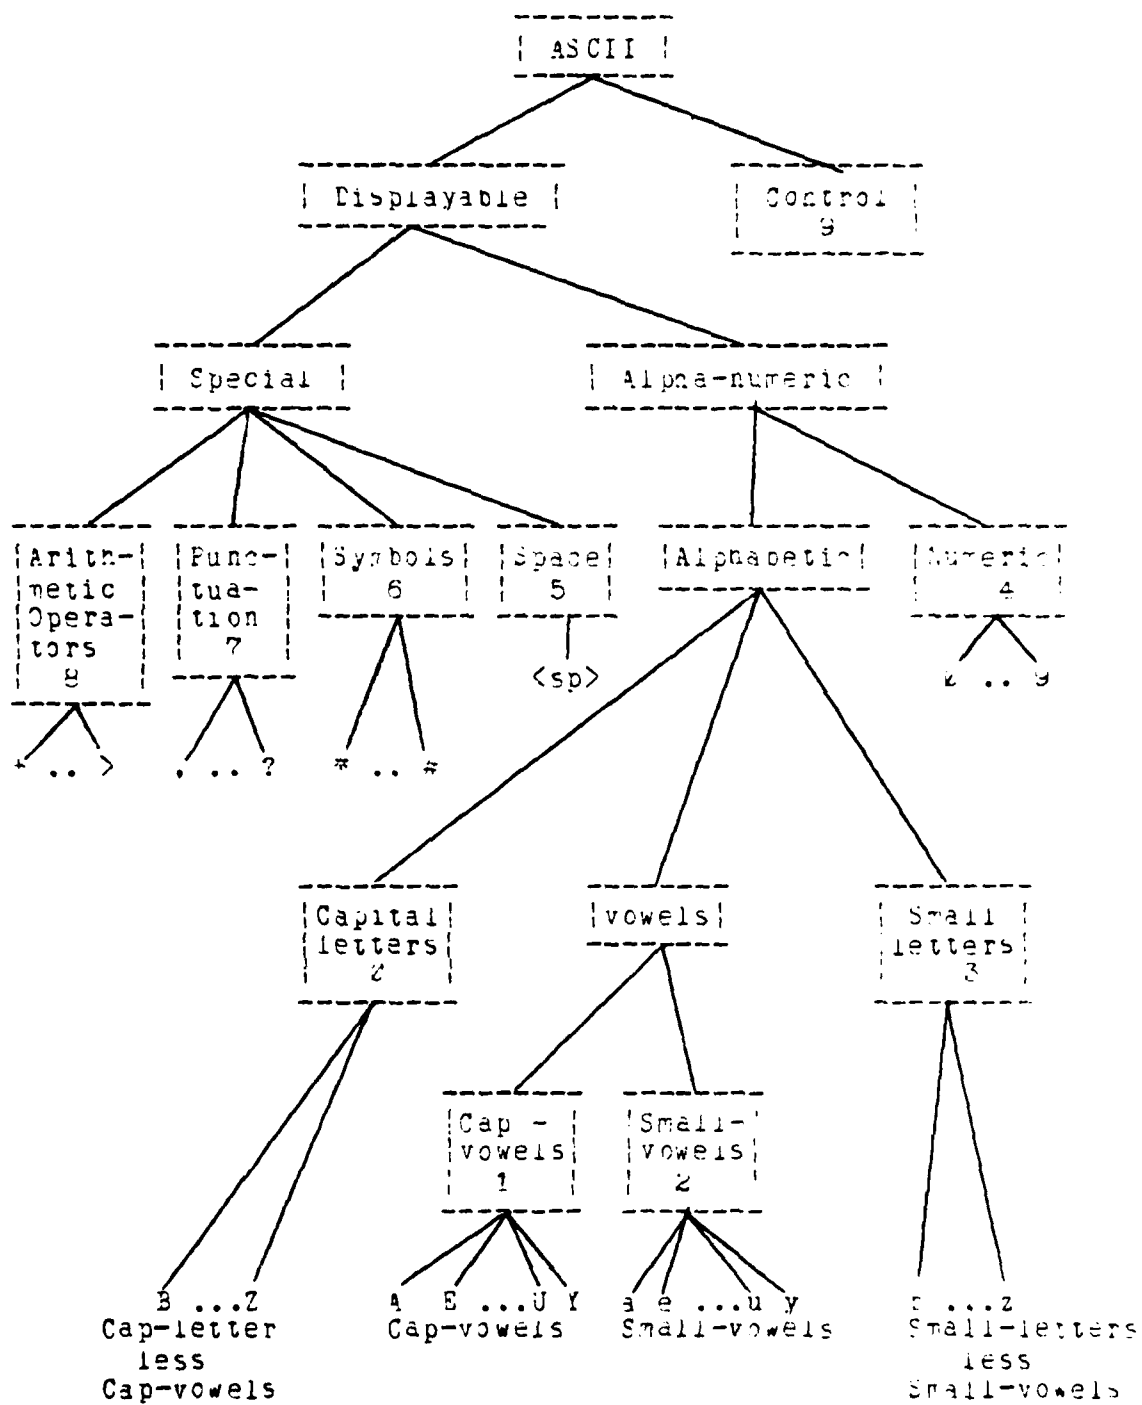 ASCII
Displayable
Control
9
Special
Alpha-numeric
Arith-
metic
Opera-
tors
8
Punc-
tua-
tion
7
Symbols
6
Space
5
Alphabetic
Numeric
4
+ .. >
, .. ?
* .. #
<sp>
.. 9
Capital
letters
vowels
Small
letters
3
Cap -
vowels
1
Small-
vowels
2
B ...Z
Cap-letter
less
Cap-vowels
A E ...U Y
Cap-vowels
a e ...u y
Small-vowels
...z
Small-letters
less
Small-vowels